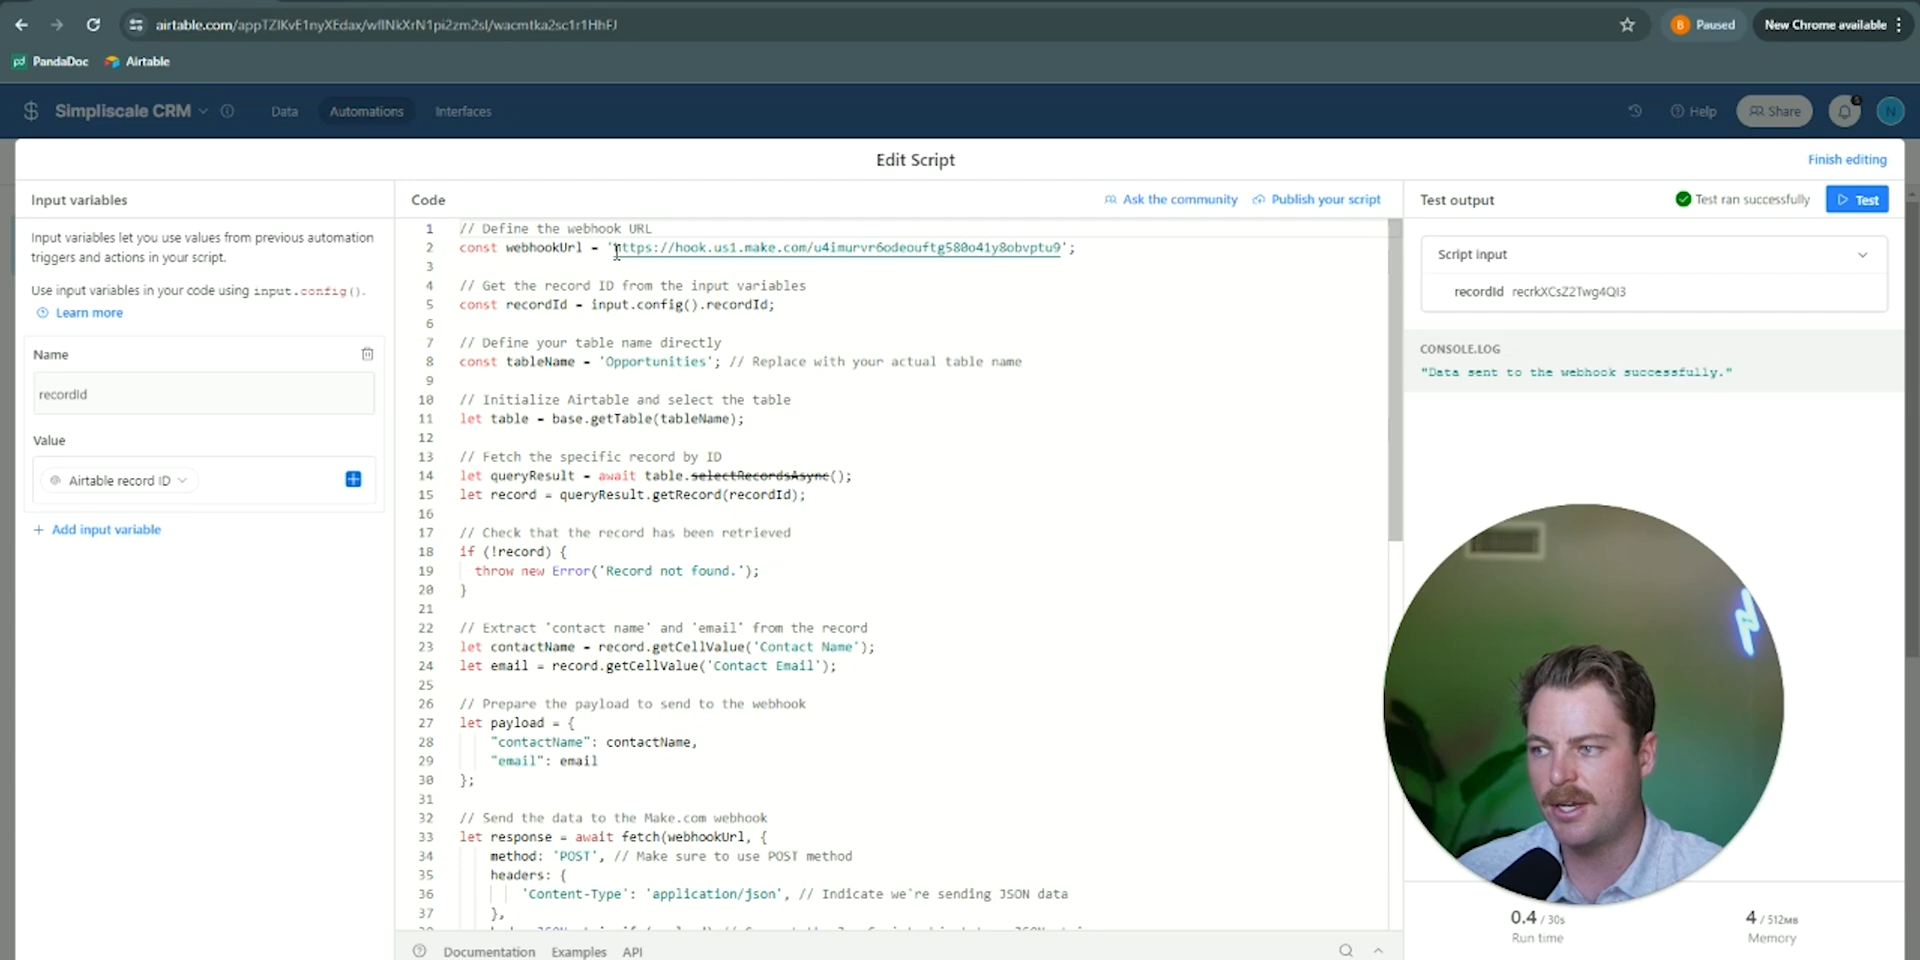 airtable.com/appTZIKvE1nyXEdax/wflNkXrN1pi2zm2sl/wacmtka2sc1r1HhFJ
B Paused
New Chrome available
pd PandaDoc
Airtable
Simpliscale CRM
Data
Automations
Interfaces
Help
Share
N
Edit Script
Finish editing
Input variables
Code
Ask the community
Publish your script
Test output
Test ran successfully
Test
Input variables let you use values from previous automation
triggers and actions in your script.
Use input variables in your code using input.config().
Learn more
Name
recordId
Value
Airtable record ID
+ Add input variable
1 // Define the webhook URL
2 const webhookUrl = 'https://hook.us1.make.com/u4imurvr6odeouftg580o41y8obvptu9';
3
4 // Get the record ID from the input variables
5 const recordId = input.config().recordId;
6
7 // Define your table name directly
8 const tableName = 'Opportunities'; // Replace with your actual table name
9
10 // Initialize Airtable and select the table
11 let table = base.getTable(tableName);
12
13 // Fetch the specific record by ID
14 let queryResult = await table.selectRecordsAsync();
15 let record = queryResult.getRecord(recordId);
16
17 // Check that the record has been retrieved
18 if (!record) {
19 throw new Error('Record not found.');
20 }
21
22 // Extract 'contact name' and 'email' from the record
23 let contactName = record.getCellValue('Contact Name');
24 let email = record.getCellValue('Contact Email');
25
26 // Prepare the payload to send to the webhook
27 let payload = {
28 "contactName": contactName,
29 "email": email
30 };
31
32 // Send the data to the Make.com webhook
33 let response = await fetch(webhookUrl, {
34 method: 'POST', // Make sure to use POST method
35 headers: {
36 'Content-Type': 'application/json', // Indicate we're sending JSON data
37 },
Script input
recordId recrkXCsZ2Twg4QI3
CONSOLE.LOG
"Data sent to the webhook successfully."
0.4 / 30s
Run time
4 / 512MB
Memory
Documentation
Examples
API